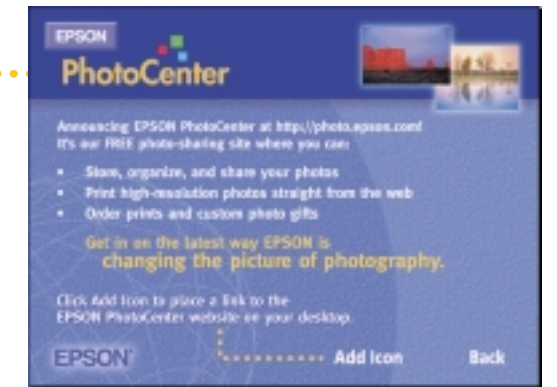 EPSON
PhotoCenter
Announcing EPSON PhotoCenter at http://photo.epson.com!
It's our FREE photo-sharing site where you can:
• Store, organize, and share your photos
• Print high-resolution photos straight from the web
• Order prints and custom photo gifts
Get in on the latest way EPSON is
changing the picture of photography.
Click Add Icon to place a link to the
EPSON PhotoCenter website on your desktop.
EPSON Add Icon Back